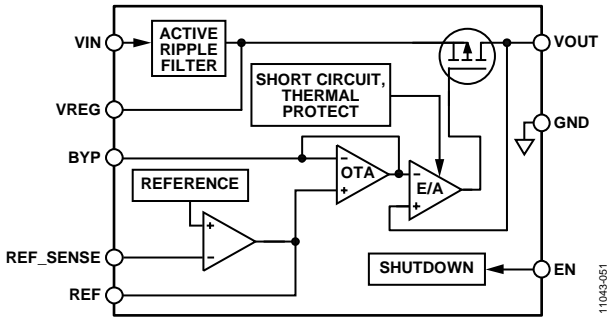 VIN
ACTIVE
RIPPLE
FILTER
VOUT
VREG
SHORT CIRCUIT,
THERMAL
PROTECT
GND
BYP
REFERENCE
OTA
E/A
REF_SENSE
SHUTDOWN
EN
REF
11043-051